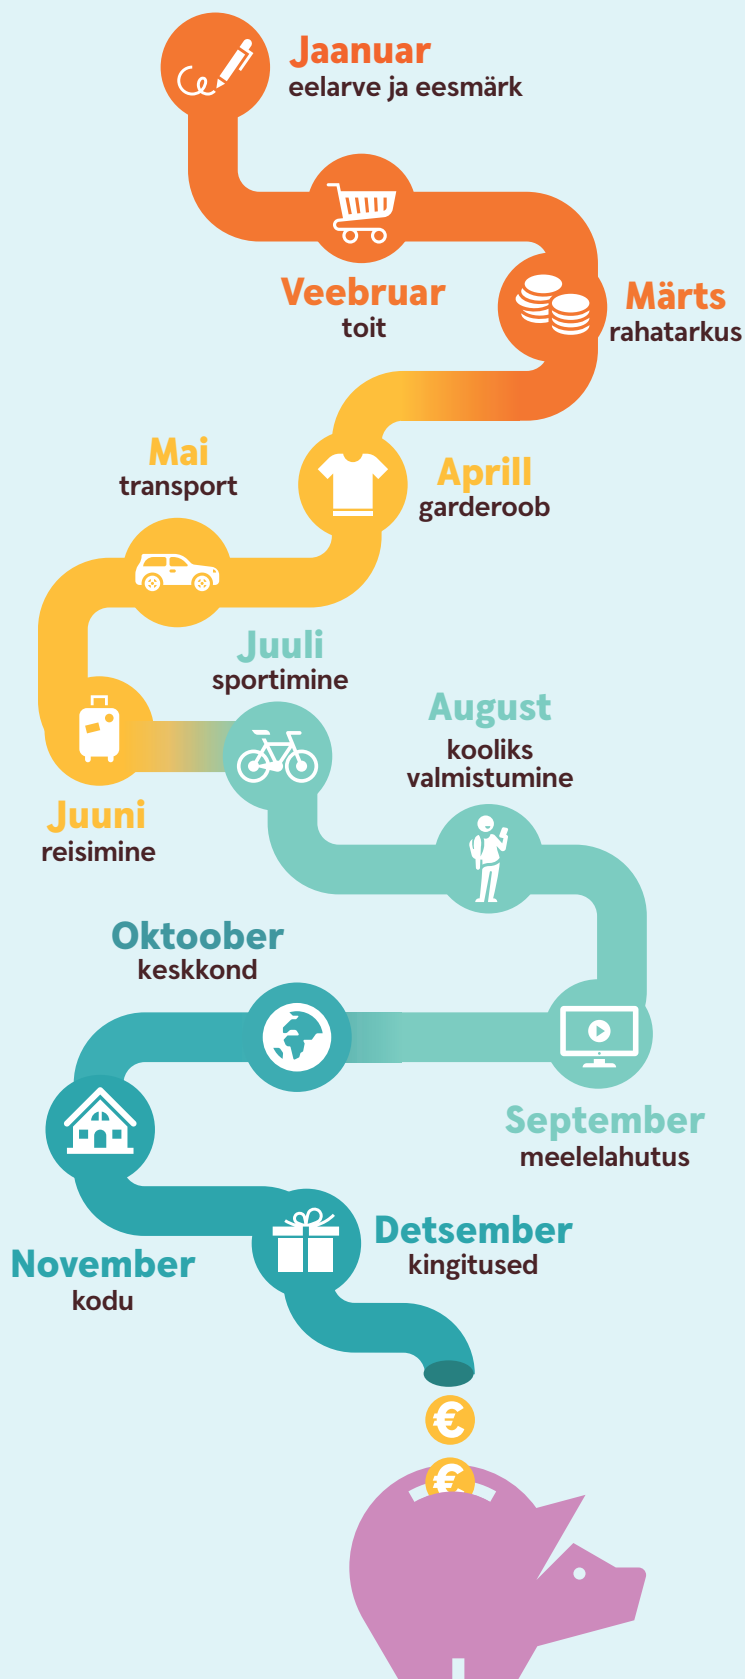 Jaanuar
eelarve ja eesmärk
Veebruar
toit
Märts
rahatarkus
Aprill
garderoob
Mai
transport
Juuni
reisimine
Juuli
sportimine
August
kooliks
valmistumine
September
meelelahutus
Oktoober
keskkond
November
kodu
Detsember
kingitused
€
€